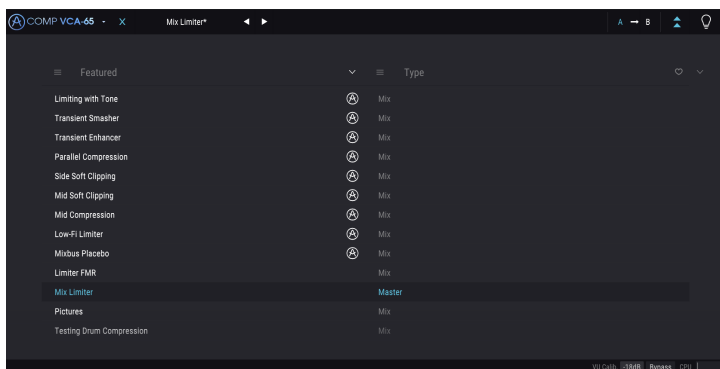 COMP VCA-65 X Mix Limiter* A → B
Featured Type
Limiting with Tone Mix
Transient Smasher Mix
Transient Enhancer Mix
Parallel Compression Mix
Side Soft Clipping Mix
Mid Soft Clipping Mix
Mid Compression Mix
Low-Fi Limiter Mix
Mixbus Placebo Mix
Limiter FMR Mix
Mix Limiter Master
Pictures Mix
Testing Drum Compression Mix
VU Calib. -18dB Bypass CPU